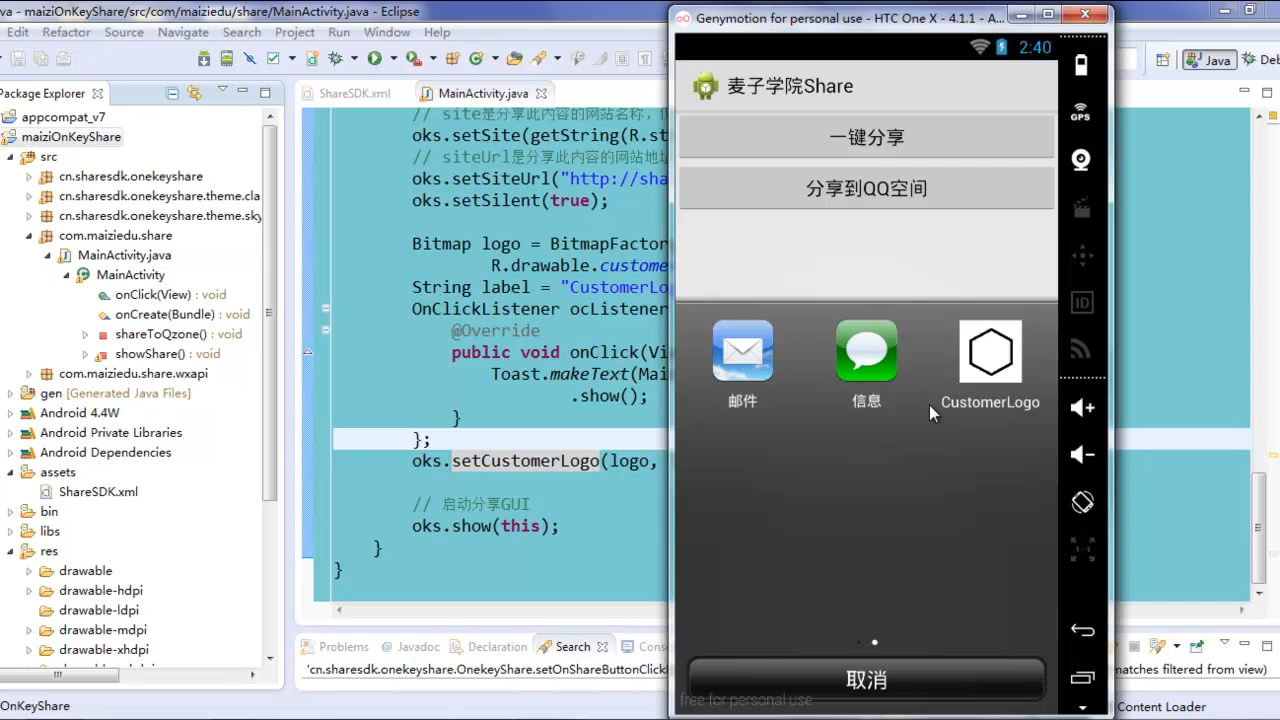 va - maiziOnKeyShare/src/com/maiziedu/share/MainActivity.java - Eclipse
Edit Refactor Source Navigate Search Project Run Window Help
Java
De
Package Explorer
appcompat_v7
maiziOnKeyShare
src
cn.sharesdk.onekeyshare
cn.sharesdk.onekeyshare.theme.cla
cn.sharesdk.onekeyshare.theme.sky
com.maiziedu.share
MainActivity.java
MainActivity
onClick(View) : void
onCreate(Bundle) : void
shareToQzone() : void
showShare() : void
com.maiziedu.share.wxapi
gen [Generated Java Files]
Android 4.4W
Android Private Libraries
Android Dependencies
assets
ShareSDK.xml
bin
libs
res
drawable
drawable-hdpi
drawable-ldpi
drawable-mdpi
drawable-xhdpi
ShareSDK.xml
MainActivity.java
// site是分享此内容的网站名称，
oks.setSite(getString(R.st
// siteUrl是分享此内容的网站地
oks.setSiteUrl("http://sha
oks.setSilent(true);
Bitmap logo = BitmapFactor
R.drawable.custome
String label = "CustomerLo
OnClickListener ocListener
@Override
public void onClick(Vi
Toast.makeText(Mai
.show();
}
};
oks.setCustomerLogo(logo,
// 启动分享GUI
oks.show(this);
}
}
Problems Javadoc Declaration Search Conso
'cn.sharesdk.onekeyshare.OnekeyShare.setOnShareButtonClick
matches filtered from view)
Content Loader
Genymotion for personal use - HTC One X - 4.1.1 - A...
2:40
麦子学院Share
一键分享
分享到QQ空间
邮件
信息
CustomerLogo
取消
free for personal use
GPS
ID
1:1